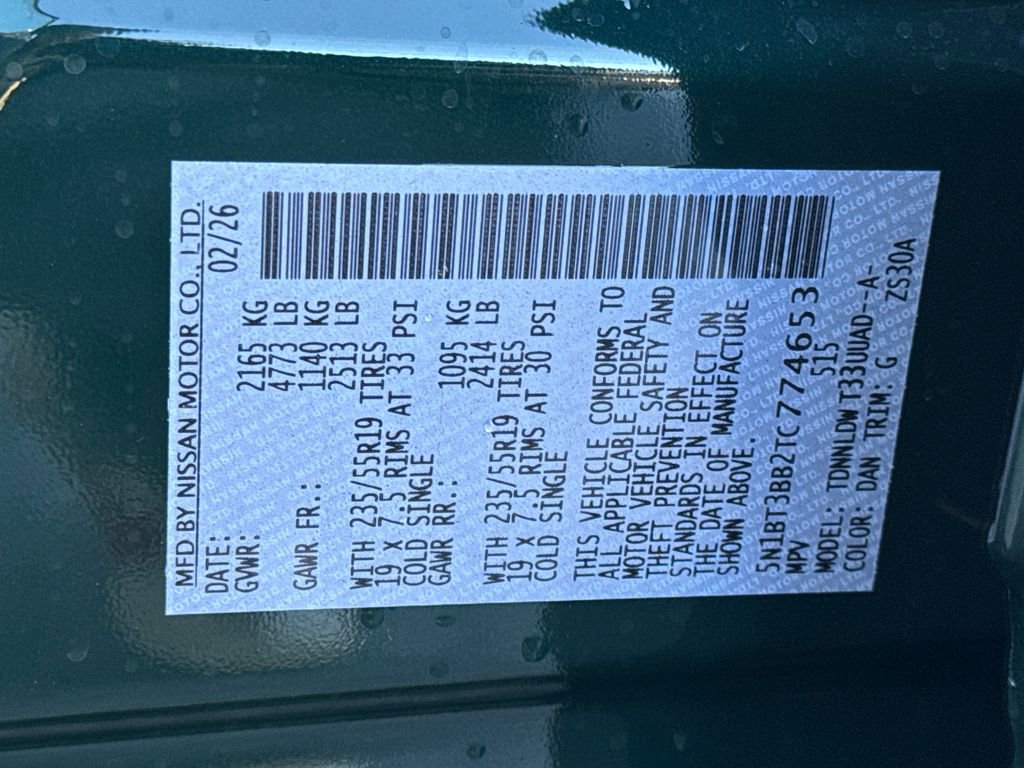 MFD BY NISSAN MOTOR CO., LTD.
DATE: 02/26
GVWR: 2165 KG
4773 LB
GAWR FR.: 1140 KG
2513 LB
WITH 235/55R19 TIRES
19 X 7.5 RIMS AT 33 PSI
COLD SINGLE
GAWR RR.: 1095 KG
2414 LB
WITH 235/55R19 TIRES
19 X 7.5 RIMS AT 30 PSI
COLD SINGLE
THIS VEHICLE CONFORMS TO
ALL APPLICABLE FEDERAL
MOTOR VEHICLE SAFETY AND
THEFT PREVENTION
STANDARDS IN EFFECT ON
THE DATE OF MANUFACTURE
SHOWN ABOVE.
5N1BT3BB2TC774653
MPV 515
MODEL: TDNNLDW T33UUAD--A-
COLOR: DAN TRIM: G ZS30A